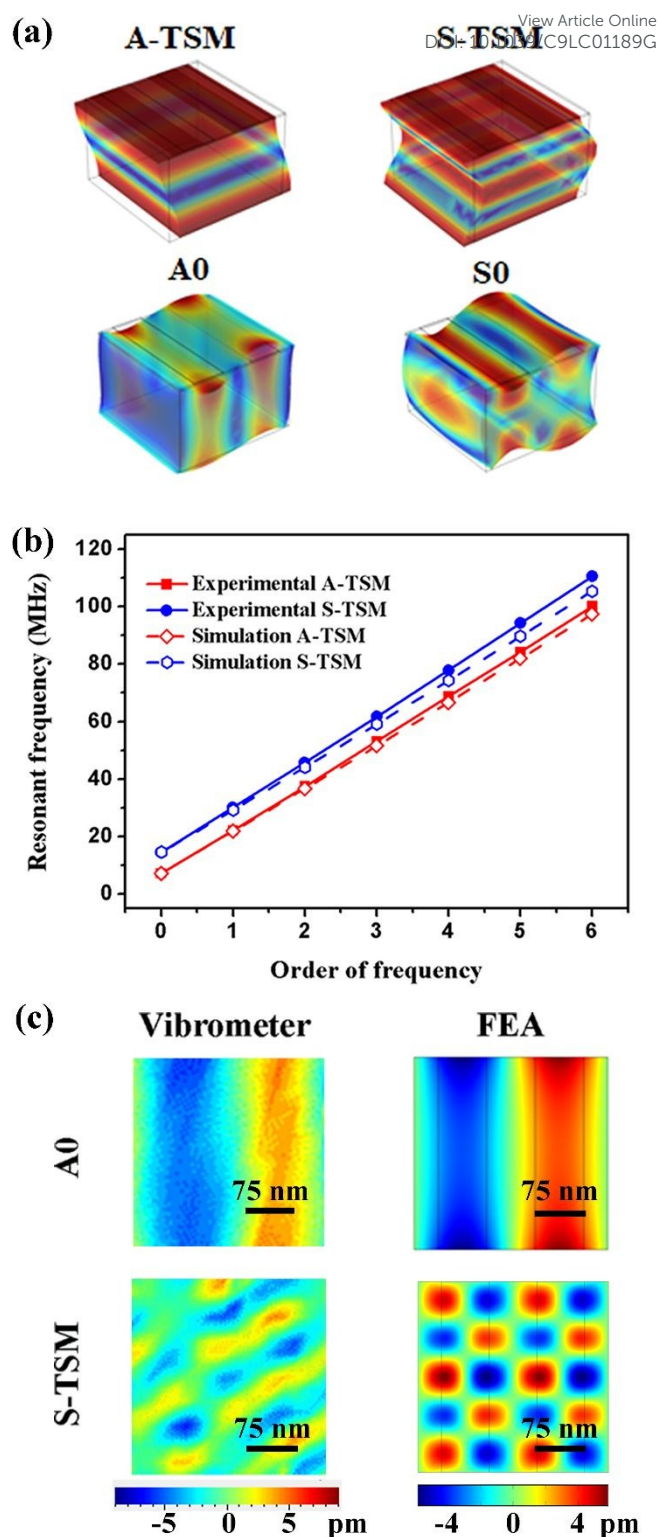 View Article Online
(a)
A-TSM
S-TSM
A0
S0
(b)
120
100
80
60
40
20
0
Resonant frequency (MHz)
Experimental A-TSM
Experimental S-TSM
Simulation A-TSM
Simulation S-TSM
0 1 2 3 4 5 6
Order of frequency
(c)
Vibrometer
FEA
A0
75 nm
75 nm
S-TSM
75 nm
75 nm
-5 0 5 pm
-4 0 4 pm